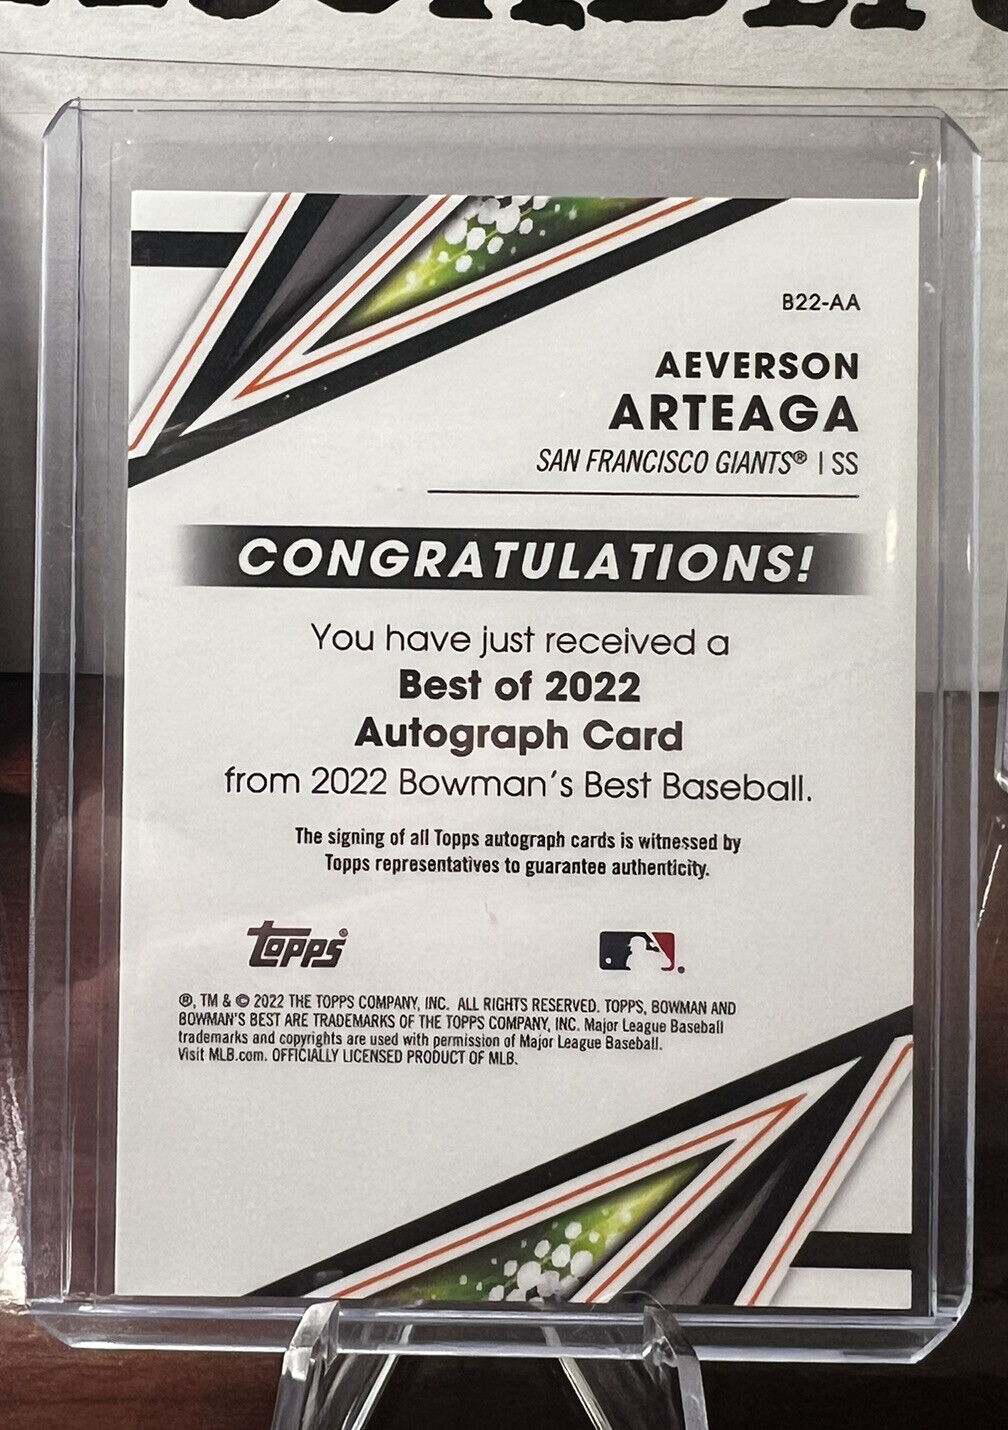 B22-AA
AEVERSON
ARTEAGA
SAN FRANCISCO GIANTS® | SS
CONGRATULATIONS!
You have just received a
Best of 2022
Autograph Card
from 2022 Bowman's Best Baseball.
The signing of all Topps autograph cards is witnessed by
Topps representatives to guarantee authenticity.
topps®
®, TM & © 2022 THE TOPPS COMPANY, INC. ALL RIGHTS RESERVED. TOPPS, BOWMAN AND
BOWMAN'S BEST ARE TRADEMARKS OF THE TOPPS COMPANY, INC. Major League Baseball
trademarks and copyrights are used with permission of Major League Baseball.
Visit MLB.com. OFFICIALLY LICENSED PRODUCT OF MLB.